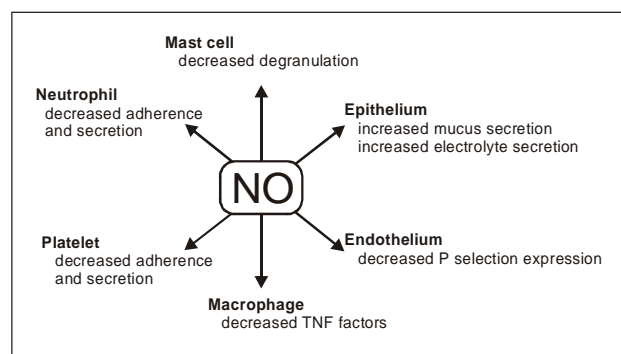 Mast cell
decreased degranulation
Neutrophil
decreased adherence
and secretion
Epithelium
increased mucus secretion
increased electrolyte secretion
NO
Platelet
decreased adherence
and secretion
Endothelium
decreased P selection expression
Macrophage
decreased TNF factors